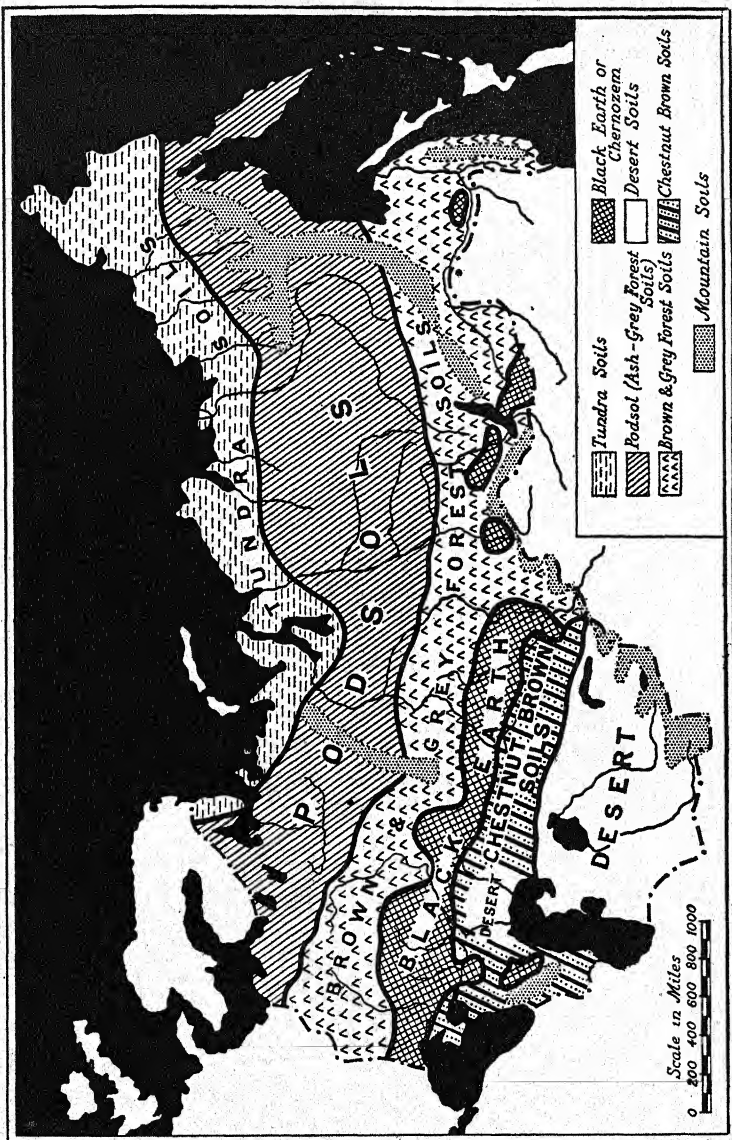 TUNDRA SOILS
PODSOLS
BROWN & GREY FOREST SOILS
BLACK EARTH
CHESTNUT BROWN
SOILS
DESERT
DESERT
Tundra Soils
Podsol (Ash-Grey Forest
Soils)
Brown & Grey Forest Soils
Black Earth or
Chernozem
Desert Soils
Chestnut Brown Soils
Mountain Soils
Scale in Miles
0 200 400 600 800 1000